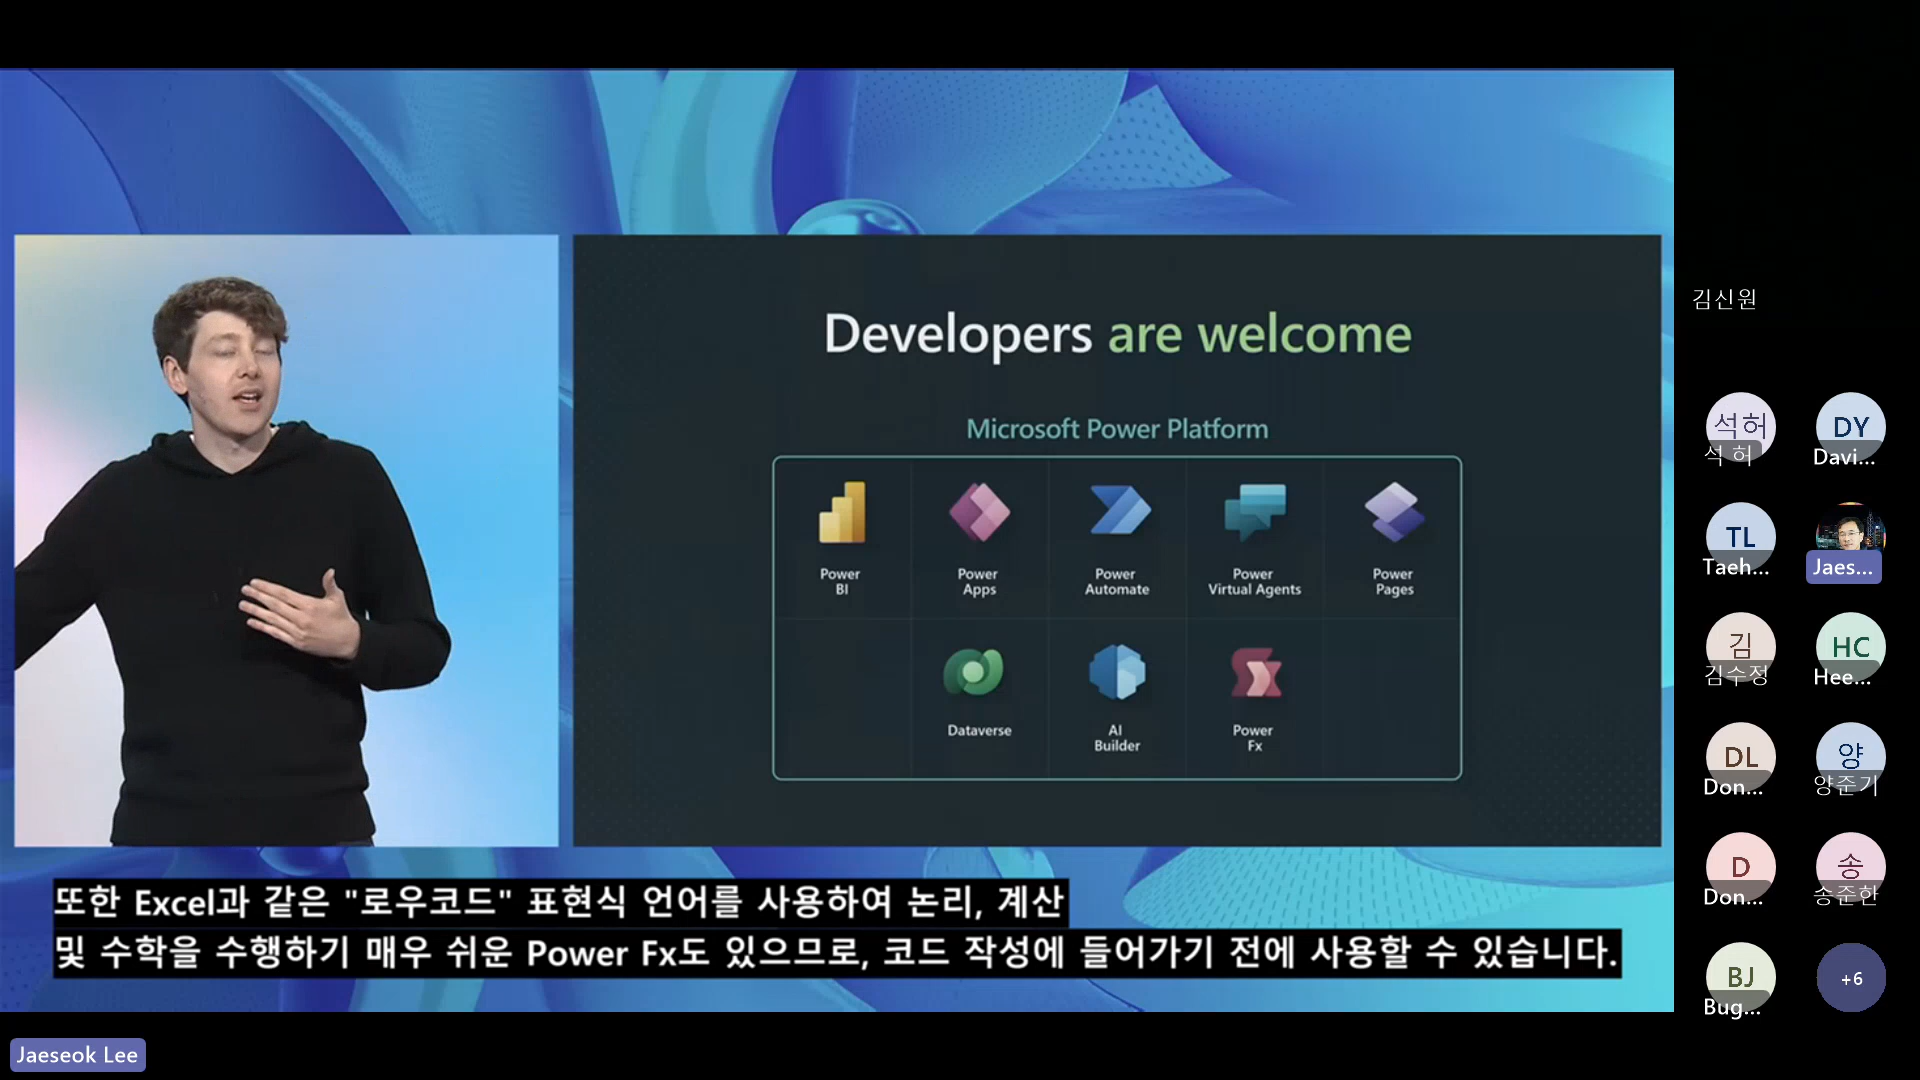 Developers are welcome
Microsoft Power Platform
Power
BI
Power
Apps
Power
Automate
Power
Virtual Agents
Power
Pages
Dataverse
AI
Builder
Power
Fx
또한 Excel과 같은 "로우코드" 표현식 언어를 사용하여 논리, 계산
및 수학을 수행하기 매우 쉬운 Power Fx도 있으므로, 코드 작성에 들어가기 전에 사용할 수 있습니다.
Jaeseok Lee
김신원
석허
석 허
DY
Davi...
TL
Taeh...
Jaes...
김
김수정
HC
Hee...
DL
Don...
양
양준기
D
Don...
송
송준한
BJ
Bug...
+6